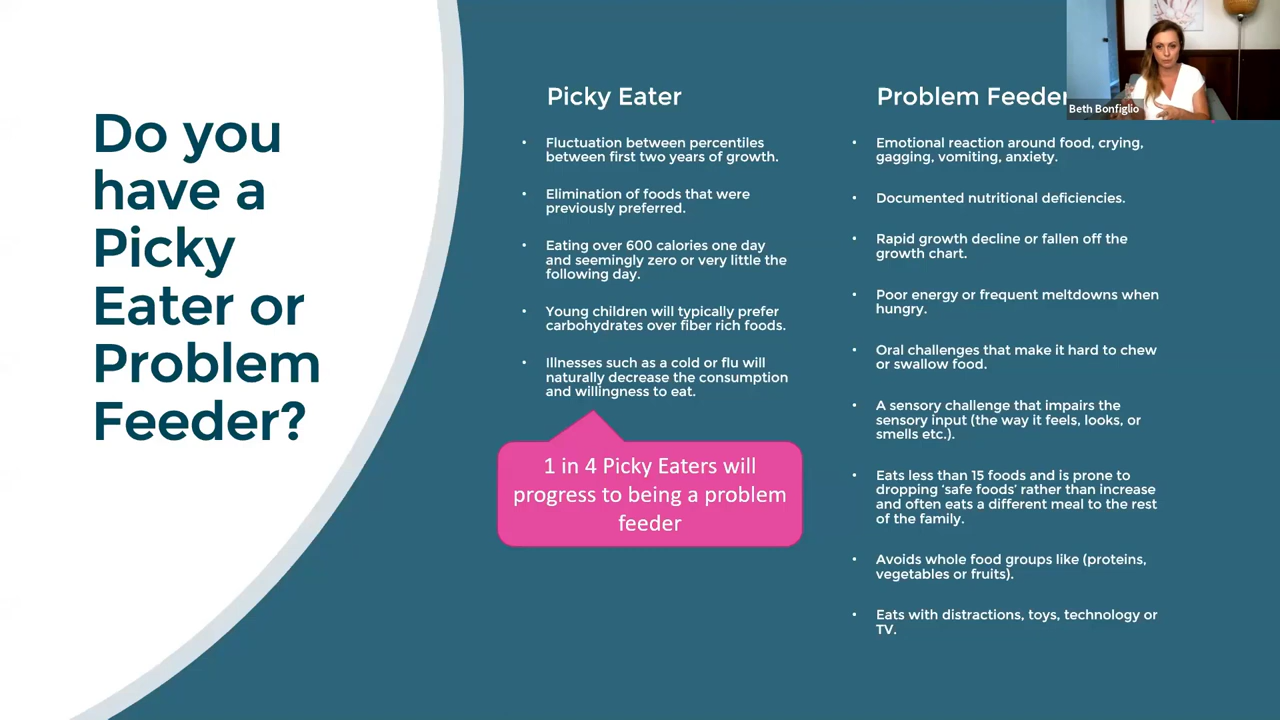 Do you
have a
Picky
Eater or
Problem
Feeder?
Picky Eater
• Fluctuation between percentiles
between first two years of growth.
• Elimination of foods that were
previously preferred.
• Eating over 600 calories one day
and seemingly zero or very little the
following day.
• Young children will typically prefer
carbohydrates over fiber rich foods.
• Illnesses such as a cold or flu will
naturally decrease the consumption
and willingness to eat.
1 in 4 Picky Eaters will
progress to being a problem
feeder
Problem Feeder
• Emotional reaction around food, crying,
gagging, vomiting, anxiety.
• Documented nutritional deficiencies.
• Rapid growth decline or fallen off the
growth chart.
• Poor energy or frequent meltdowns when
hungry.
• Oral challenges that make it hard to chew
or swallow food.
• A sensory challenge that impairs the
sensory input (the way it feels, looks, or
smells etc.).
• Eats less than 15 foods and is prone to
dropping ‘safe foods’ rather than increase
and often eats a different meal to the rest
of the family.
• Avoids whole food groups like (proteins,
vegetables or fruits).
• Eats with distractions, toys, technology or
TV.
Beth Bonfiglio